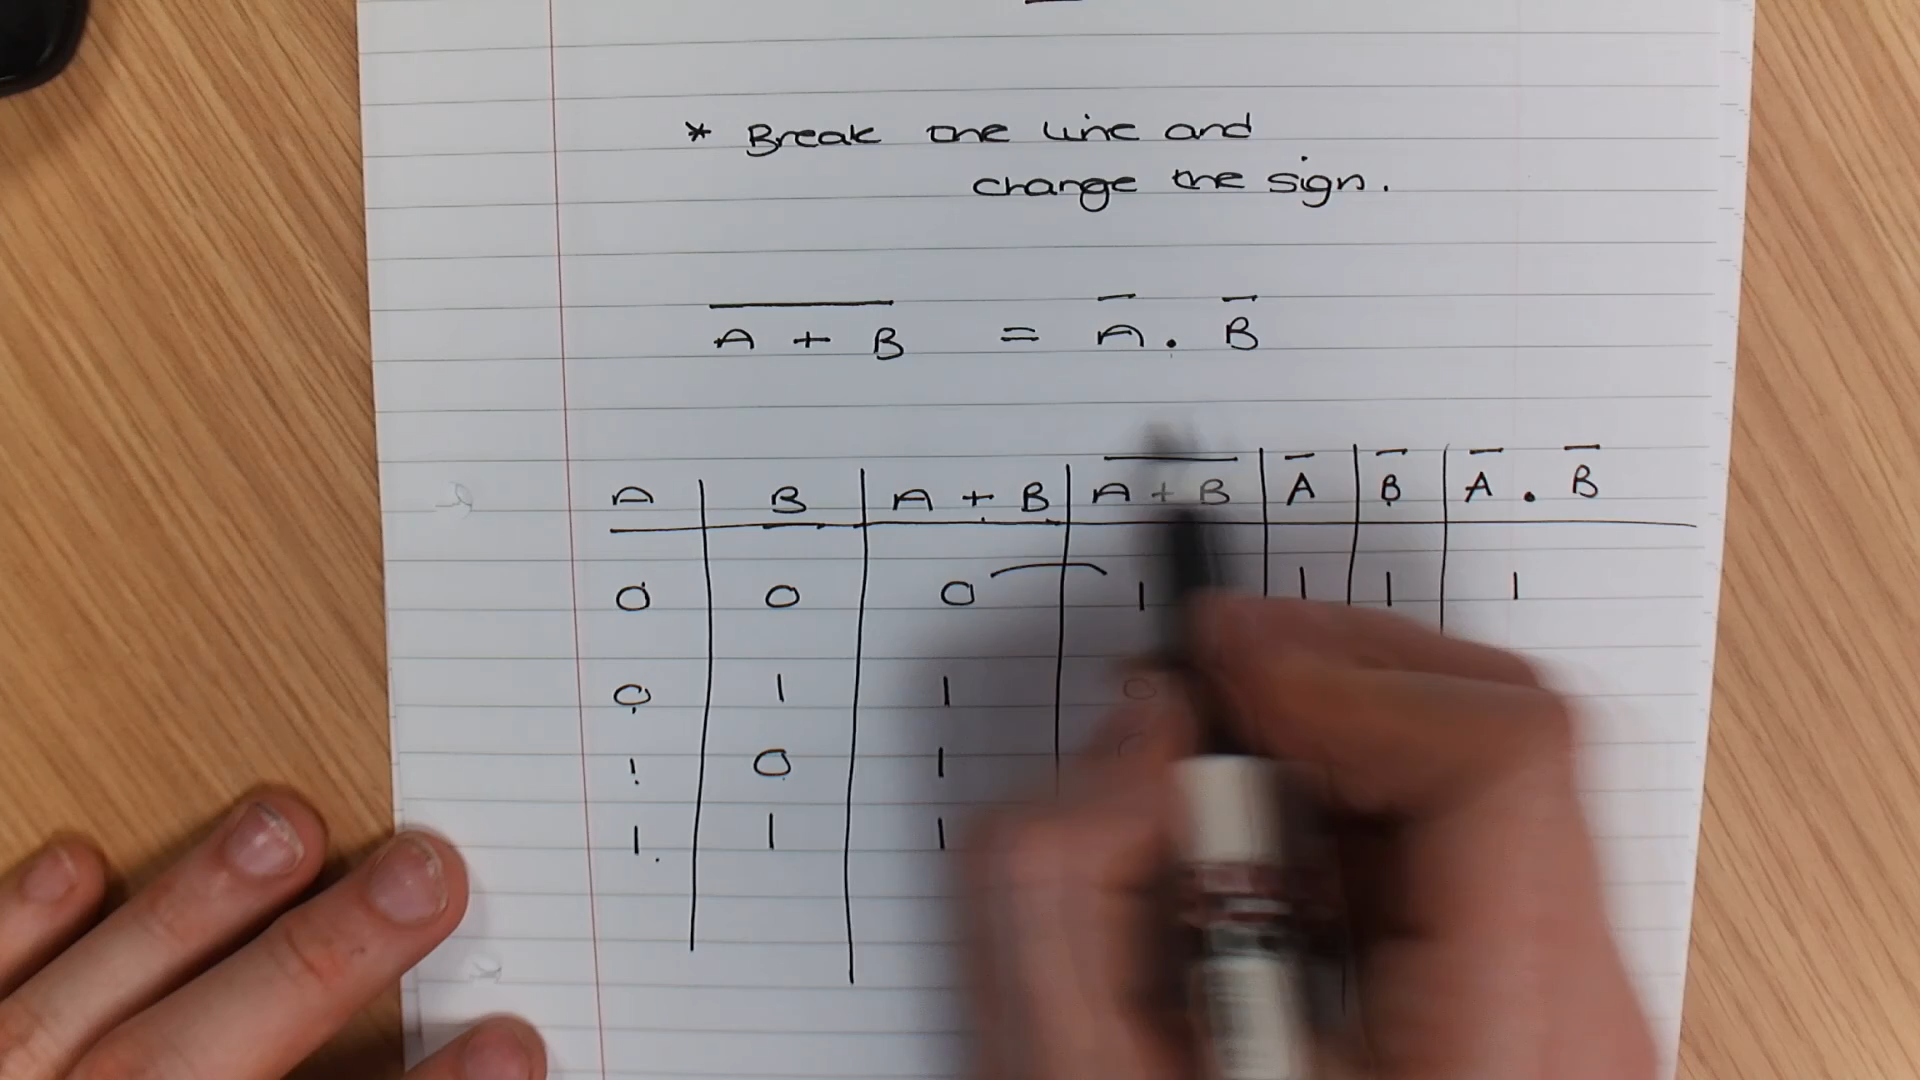 * Break the line and
change the sign.
A̅ ̅+̅ ̅B̅ = A̅ . B̅
A B A + B A̅ ̅+̅ ̅B̅ A̅ B̅ A̅ . B̅
0 0 0 1 1 1 1
0 1 1 0
1 0 1
1 1 1